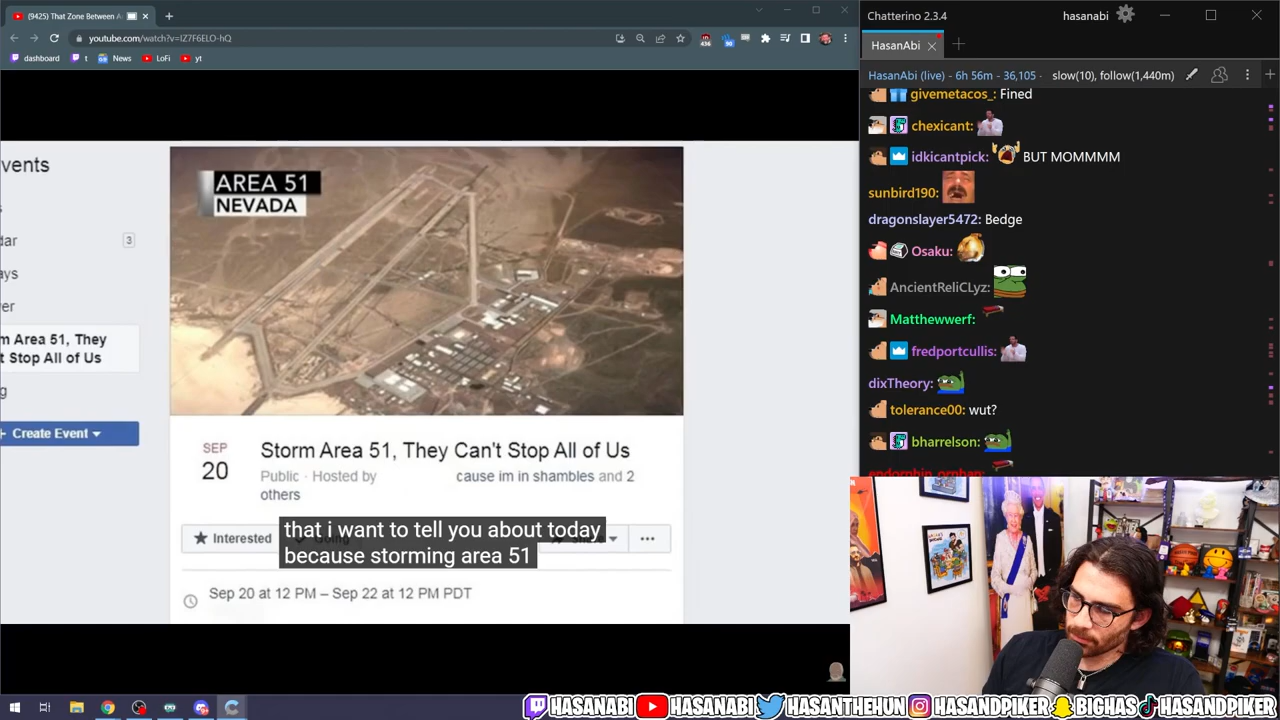 (9425) That Zone Between A
youtube.com/watch?v=IZ7F6ELO-hQ
dashboard
t
News
LoFi
yt
vents
dar
3
ays
ver
m Area 51, They
t Stop All of Us
g
+ Create Event
AREA 51
NEVADA
SEP
20
Storm Area 51, They Can't Stop All of Us
Public · Hosted by cause im in shambles and 2
others
Interested
that i want to tell you about today
because storming area 51
Sep 20 at 12 PM – Sep 22 at 12 PM PDT
Chatterino 2.3.4
hasanabi
HasanAbi
HasanAbi (live) - 6h 56m - 36,105 ·
slow(10), follow(1,440m)
givemetacos_: Fined
chexicant:
idkicantpick: BUT MOMMMM
sunbird190:
dragonslayer5472: Bedge
Osaku:
AncientReliCLyz:
Matthewwerf:
fredportcullis:
dixTheory:
tolerance00: wut?
bharrelson:
endorphin_orphan:
HASANABI
HASANABI
HASANTHEHUN
HASANDPIKER
BIGHAS
HASANDPIKER